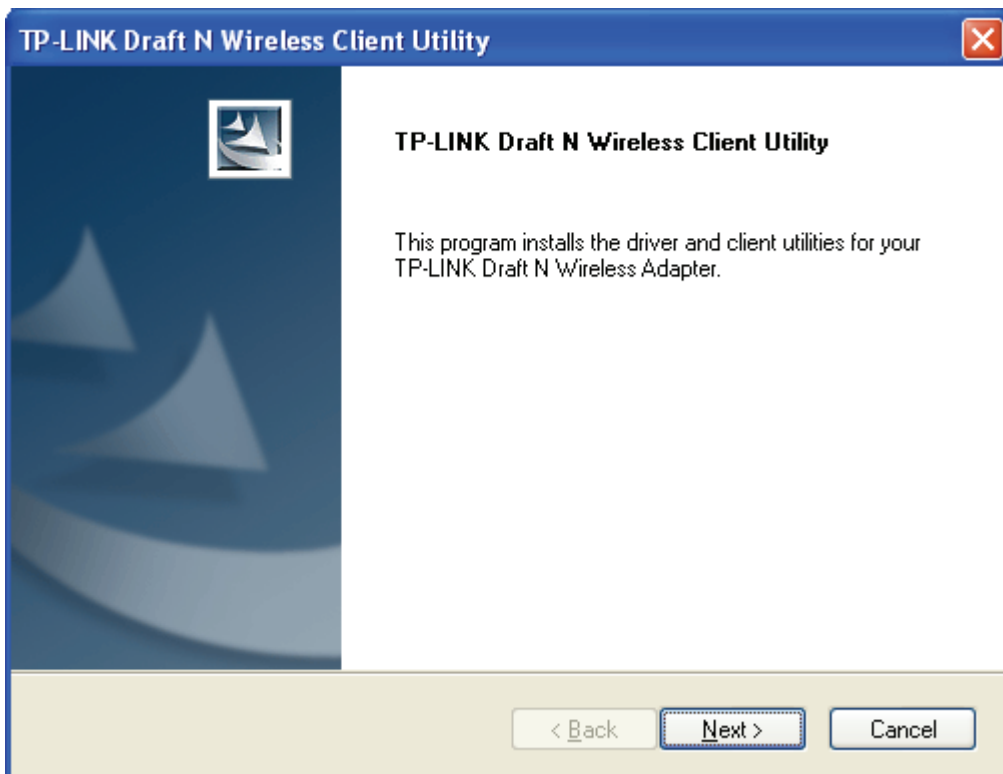 TP-LINK Draft N Wireless Client Utility
TP-LINK Draft N Wireless Client Utility
This program installs the driver and client utilities for your
TP-LINK Draft N Wireless Adapter.
< Back
Next >
Cancel